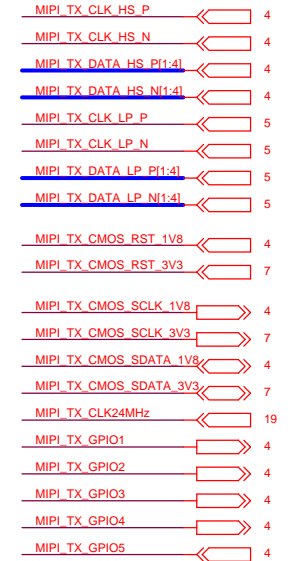 MIPI_TX_CLK_HS_P 4
MIPI_TX_CLK_HS_N 4
MIPI_TX_DATA_HS_P[1:4] 4
MIPI_TX_DATA_HS_N[1:4] 4
MIPI_TX_CLK_LP_P 5
MIPI_TX_CLK_LP_N 5
MIPI_TX_DATA_LP_P[1:4] 5
MIPI_TX_DATA_LP_N[1:4] 5
MIPI_TX_CMOS_RST_1V8 4
MIPI_TX_CMOS_RST_3V3 7
MIPI_TX_CMOS_SCLK_1V8 4
MIPI_TX_CMOS_SCLK_3V3 7
MIPI_TX_CMOS_SDATA_1V8 4
MIPI_TX_CMOS_SDATA_3V3 7
MIPI_TX_CLK24MHz 19
MIPI_TX_GPIO1 4
MIPI_TX_GPIO2 4
MIPI_TX_GPIO3 4
MIPI_TX_GPIO4 4
MIPI_TX_GPIO5 4